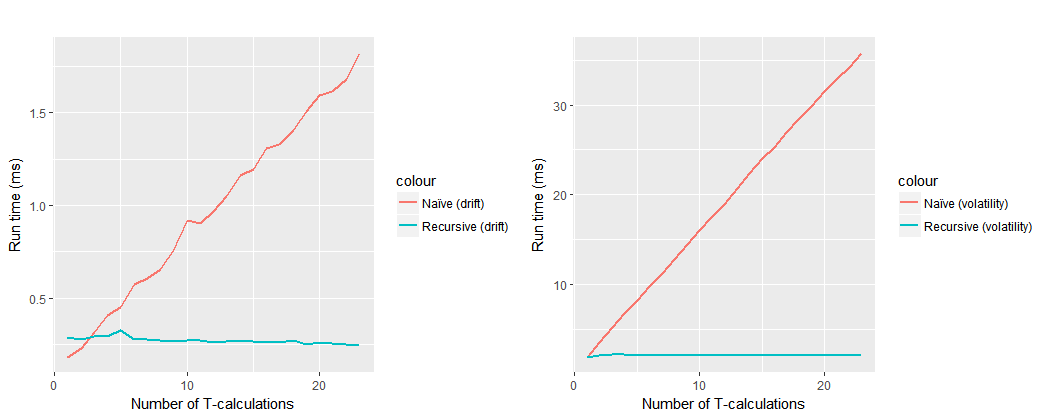 Run time (ms)
1.5
1.0
0.5
0
10
20
Number of T-calculations
colour
Naïve (drift)
Recursive (drift)
Run time (ms)
30
20
10
0
10
20
Number of T-calculations
colour
Naïve (volatility)
Recursive (volatility)